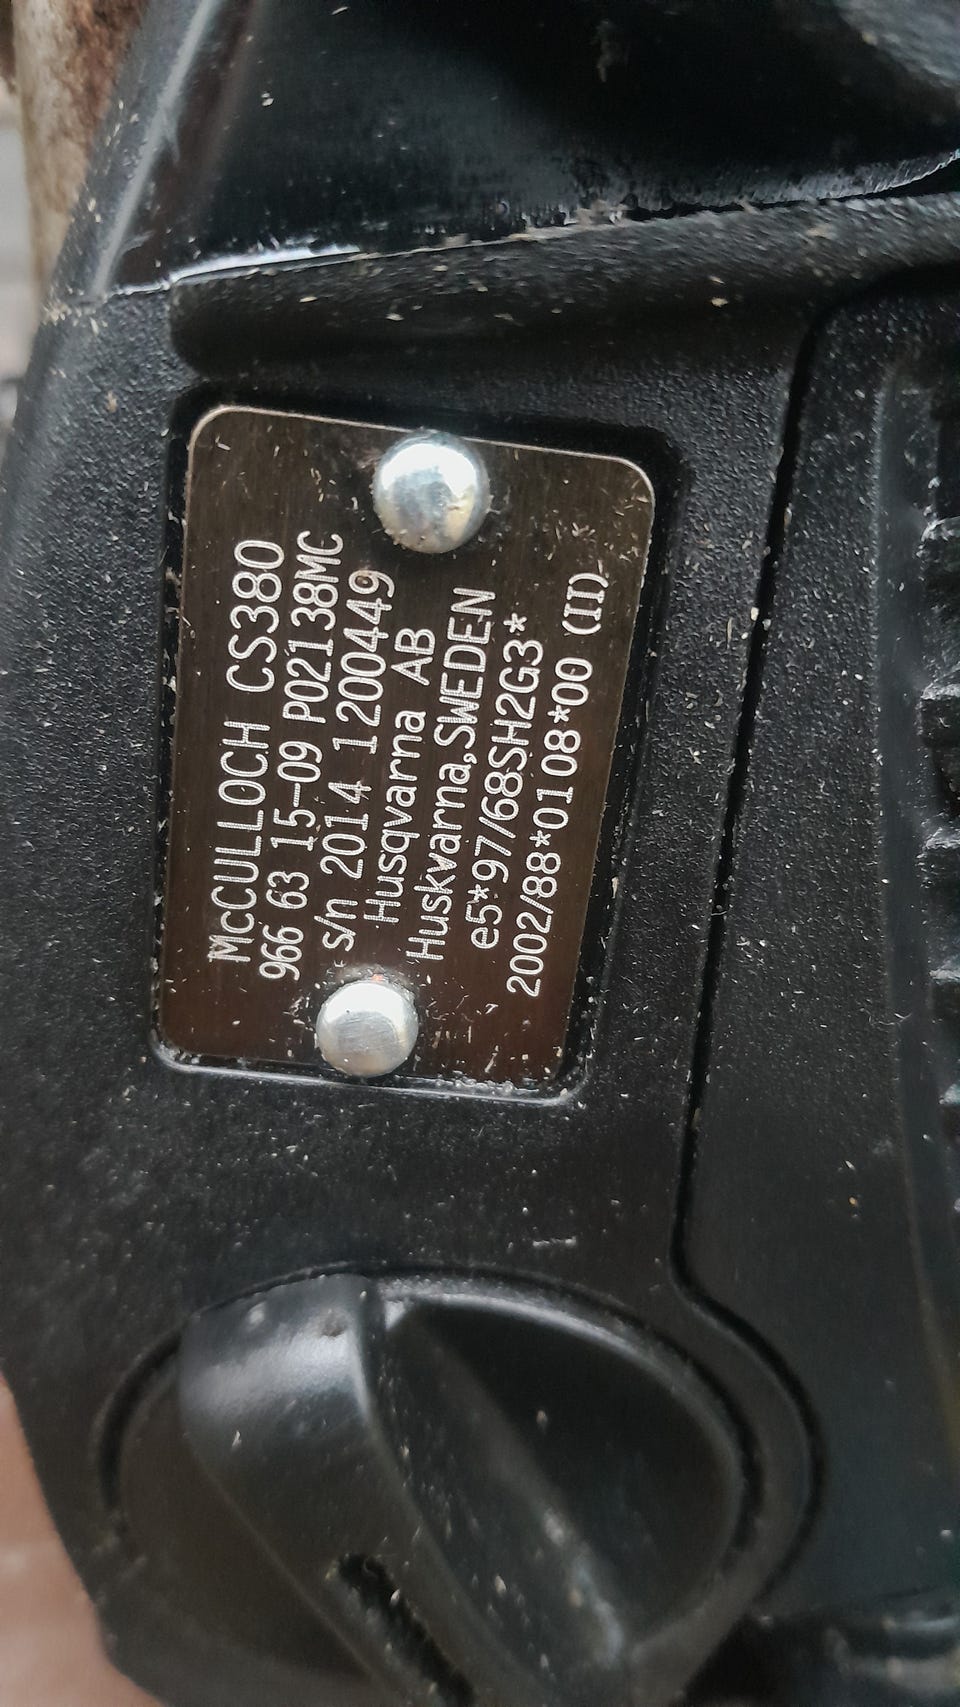 McCULLOCH CS380
966 63 15-09 P02138MC
s/n 2014 1200449
Husqvarna AB
Huskvarna,SWEDEN
e5*97/68SH2G3*
2002/88*0108*00 (II)